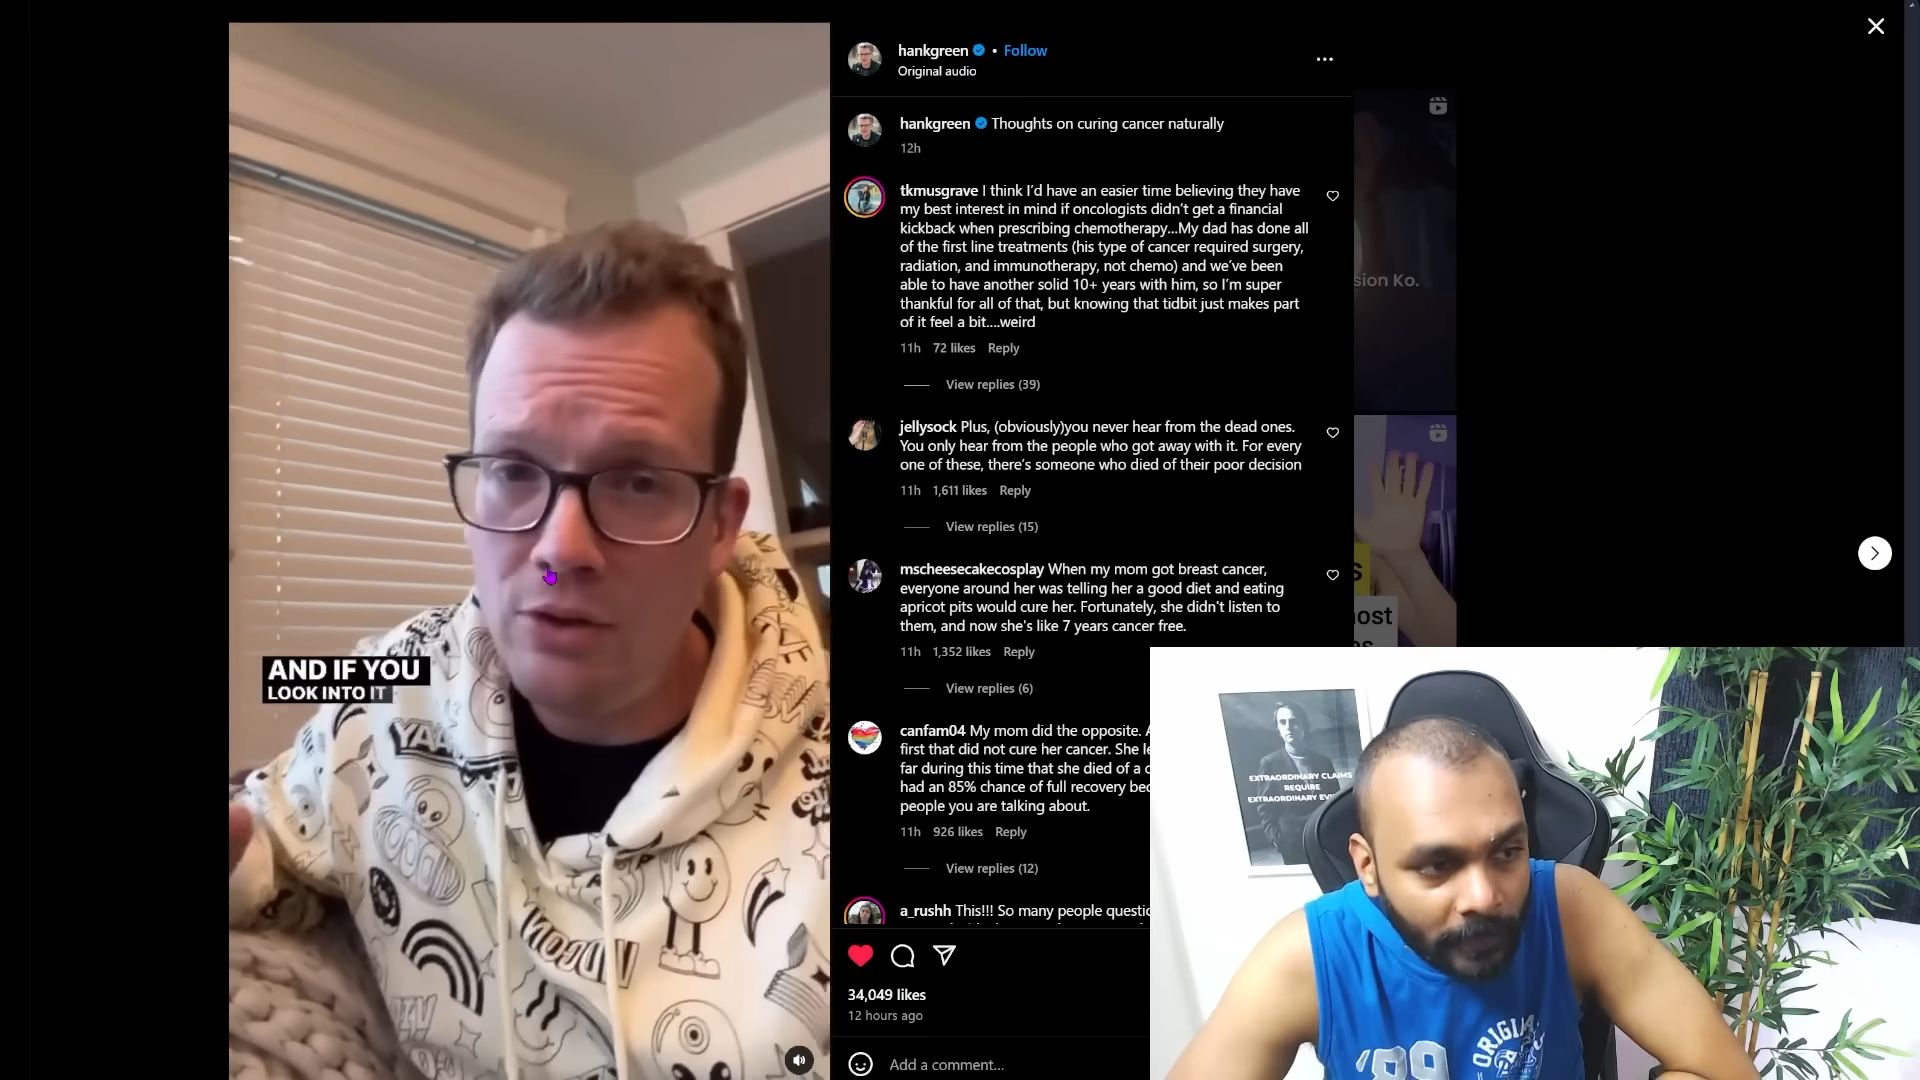 hankgreen • Follow
Original audio
hankgreen Thoughts on curing cancer naturally
12h
tkmusgrave I think I'd have an easier time believing they have
my best interest in mind if oncologists didn't get a financial
kickback when prescribing chemotherapy...My dad has done all
of the first line treatments (his type of cancer required surgery,
radiation, and immunotherapy, not chemo) and we've been
able to have another solid 10+ years with him, so I'm super
thankful for all of that, but knowing that tidbit just makes part
of it feel a bit....weird
11h 72 likes Reply
View replies (39)
jellysock Plus, (obviously)you never hear from the dead ones.
You only hear from the people who got away with it. For every
one of these, there's someone who died of their poor decision
11h 1,611 likes Reply
View replies (15)
mscheesecakecosplay When my mom got breast cancer,
everyone around her was telling her a good diet and eating
apricot pits would cure her. Fortunately, she didn't listen to
them, and now she's like 7 years cancer free.
11h 1,352 likes Reply
View replies (6)
canfam04 My mom did the opposite.
first that did not cure her cancer. She
far during this time that she died of a
had an 85% chance of full recovery
people you are talking about.
11h 926 likes Reply
View replies (12)
a_rushh This!!! So many people
34,049 likes
12 hours ago
Add a comment...
AND IF YOU
LOOK INTO IT
sion Ko.
EXTRAORDINARY CLAIMS
REQUIRE
EXTRAORDINARY
ORIGINA
'89